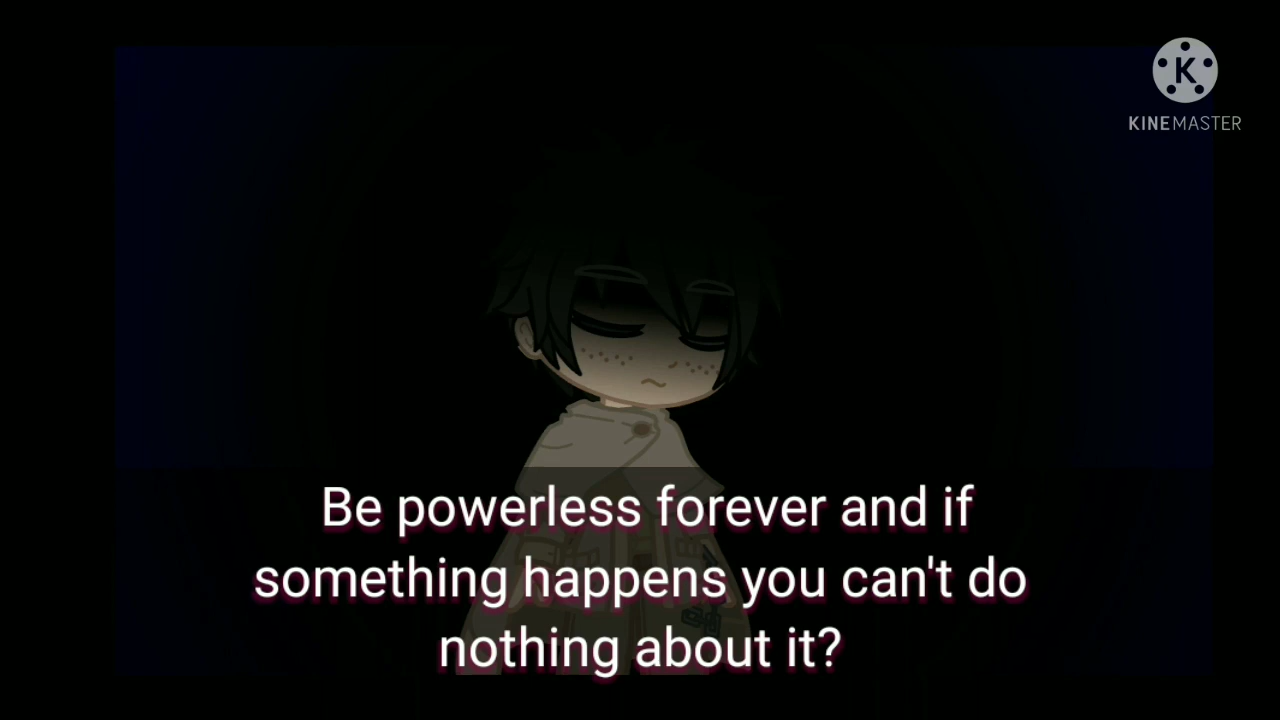 KINEMASTER
Be powerless forever and if
something happens you can't do
nothing about it?